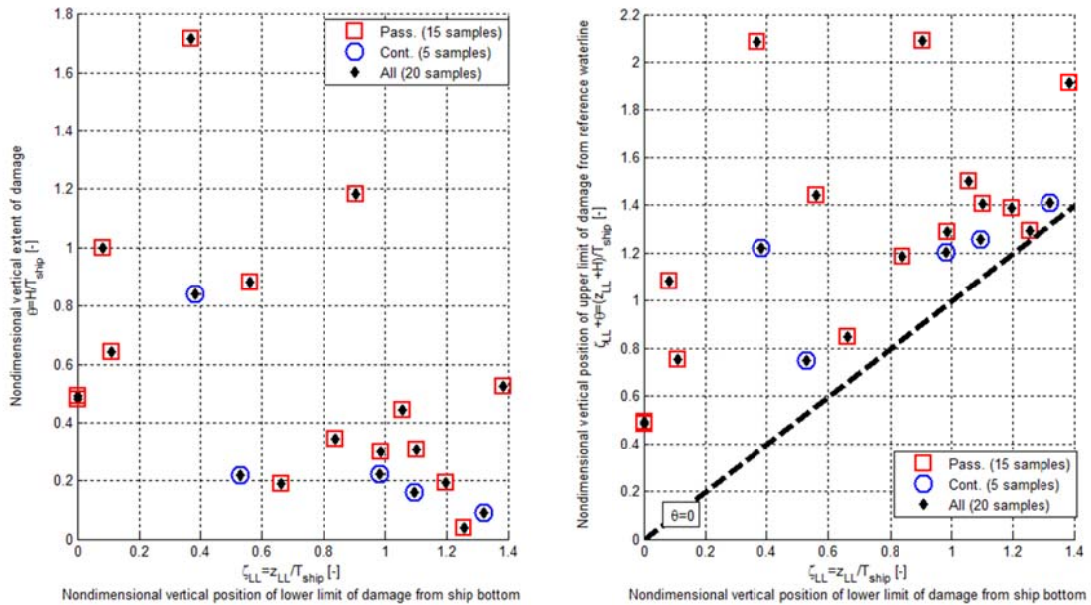 1.8
1.6
1.4
1.2
1
0.8
0.6
0.4
0.2
0
Nondimensional vertical extent of damage
θ=H/T_ship [-]
Pass. (15 samples)
Cont. (5 samples)
All (20 samples)
0 0.2 0.4 0.6 0.8 1 1.2 1.4
ζ_LL=z_LL/T_ship [-]
Nondimensional vertical position of lower limit of damage from ship bottom
2.2
2
1.8
1.6
1.4
1.2
1
0.8
0.6
0.4
0.2
0
Nondimensional vertical position of upper limit of damage from reference waterline
ζ_LL+θ=(z_LL+H)/T_ship [-]
θ=0
Pass. (15 samples)
Cont. (5 samples)
All (20 samples)
0 0.2 0.4 0.6 0.8 1 1.2 1.4
ζ_LL=z_LL/T_ship [-]
Nondimensional vertical position of lower limit of damage from ship bottom